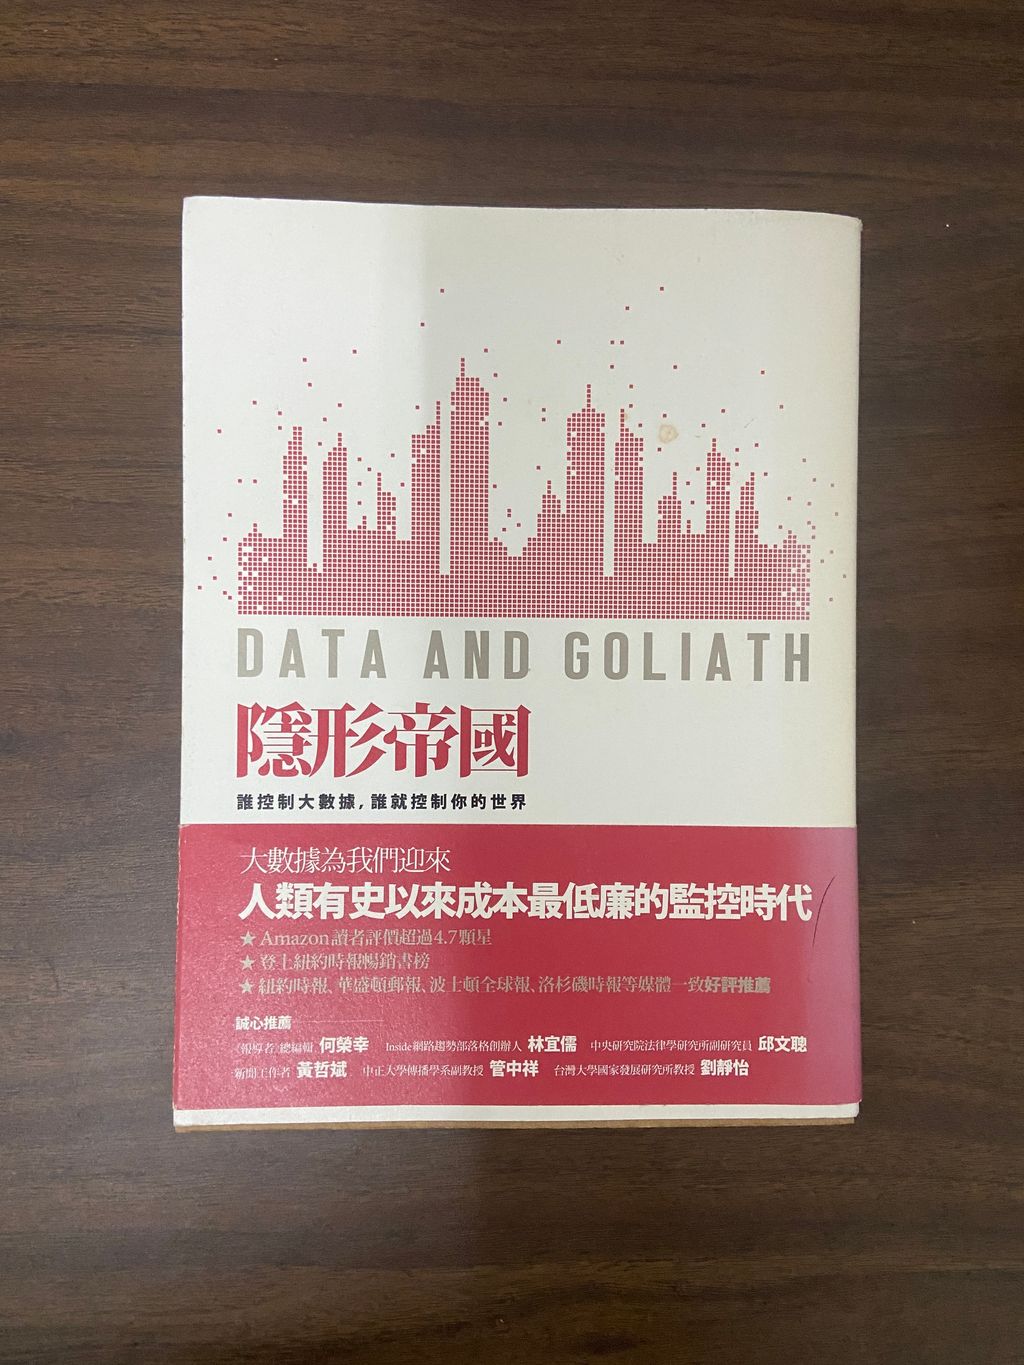 DATA AND GOLIATH
隱形帝國
誰控制大數據，誰就控制你的世界
大數據為我們迎來
人類有史以來成本最低廉的監控時代
★ Amazon讀者評價超過4.7顆星
★ 登上紐約時報暢銷書榜
★ 紐約時報、華盛頓郵報、波士頓全球報、洛杉磯時報等媒體一致好評推薦
誠心推薦
《報導者》總編輯 何榮幸 Inside網路趨勢部落格創辦人 林宜儒 中央研究院法律學研究所副研究員 邱文聰
新聞工作者 黃哲斌 中正大學傳播學系副教授 管中祥 台灣大學國家發展研究所教授 劉靜怡